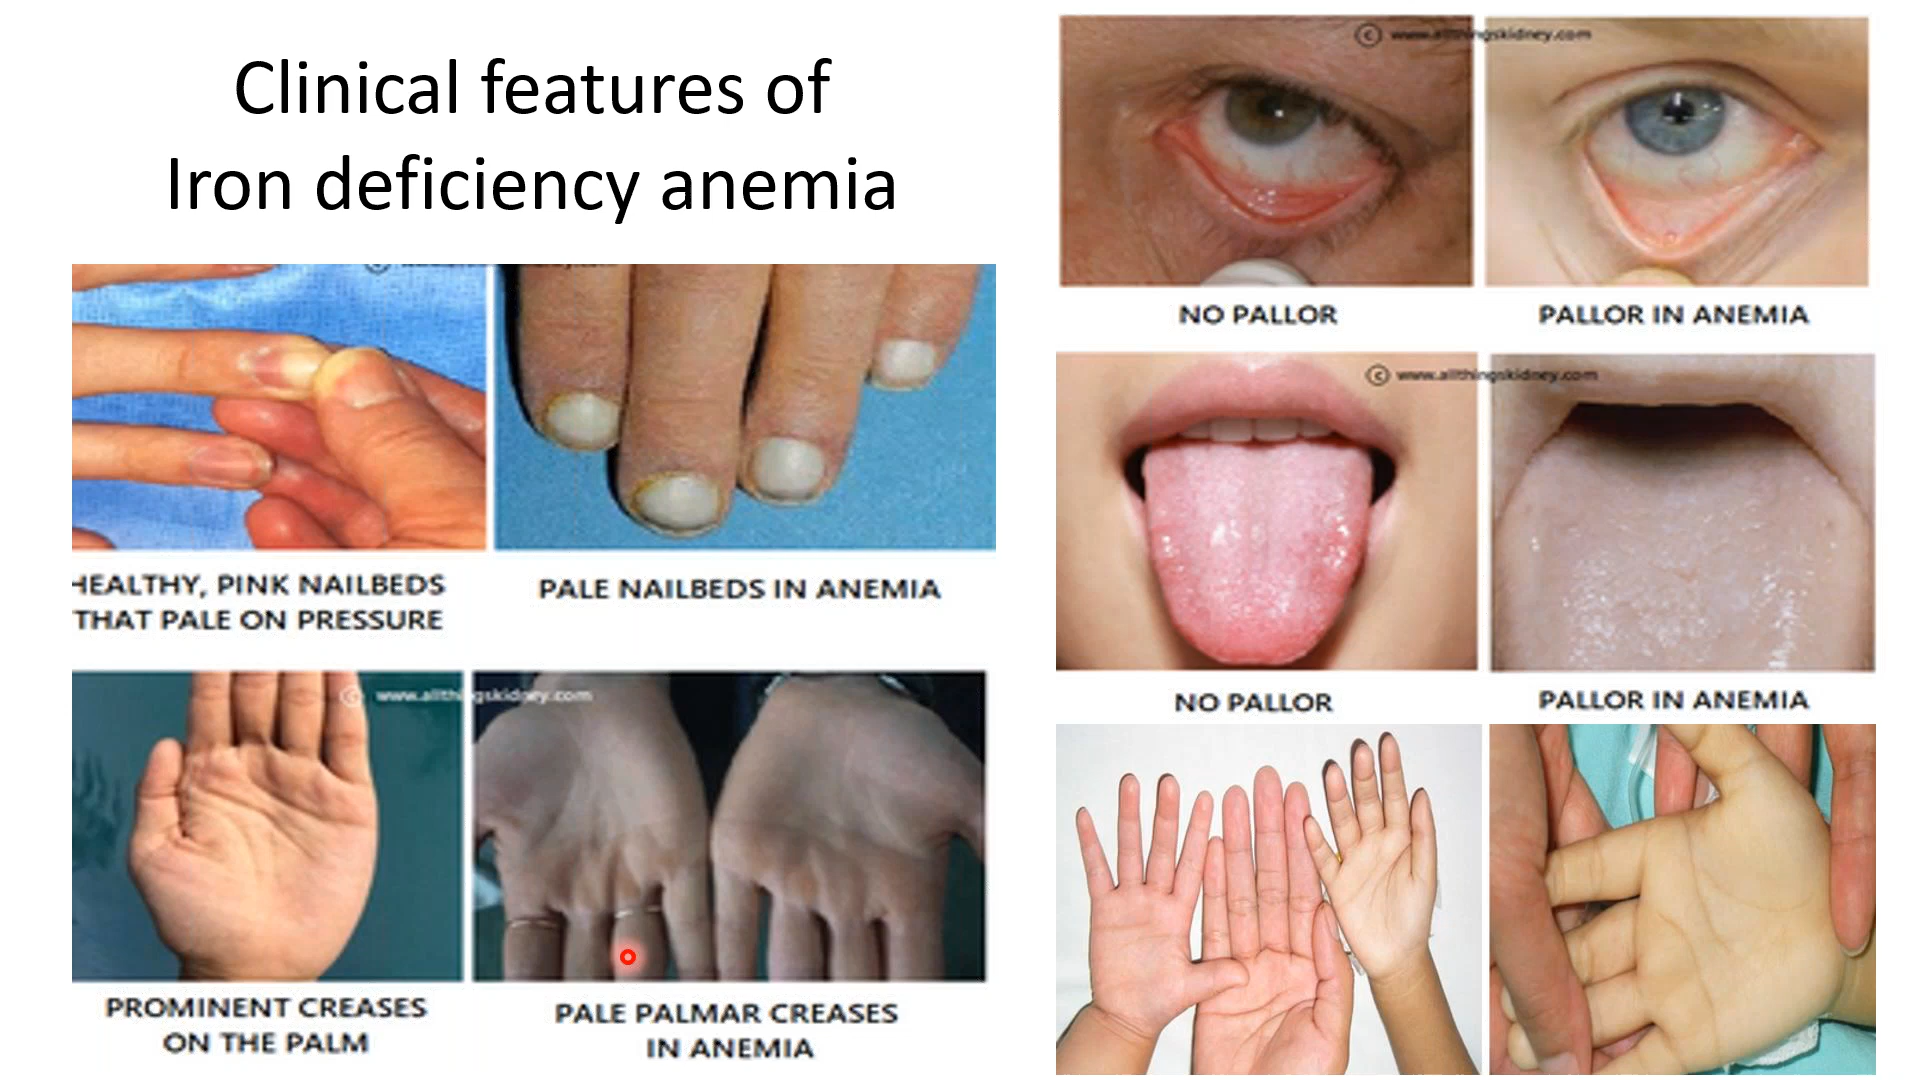 Clinical features of
Iron deficiency anemia
HEALTHY, PINK NAILBEDS
THAT PALE ON PRESSURE
PALE NAILBEDS IN ANEMIA
© www.allthingskidney.com
PROMINENT CREASES
ON THE PALM
PALE PALMAR CREASES
IN ANEMIA
© www.allthingskidney.com
NO PALLOR
PALLOR IN ANEMIA
© www.allthingskidney.com
NO PALLOR
PALLOR IN ANEMIA